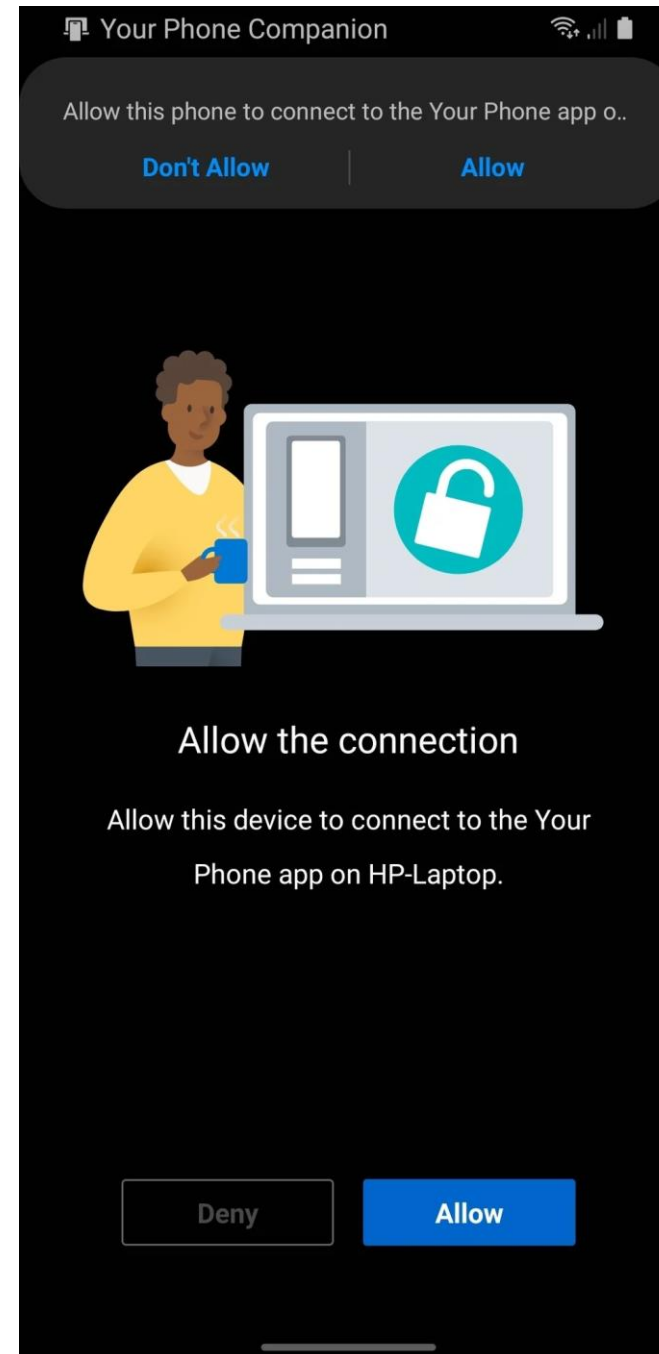 Your Phone Companion
Allow this phone to connect to the Your Phone app o..
Don't Allow
Allow
Allow the connection
Allow this device to connect to the Your
Phone app on HP-Laptop.
Deny
Allow